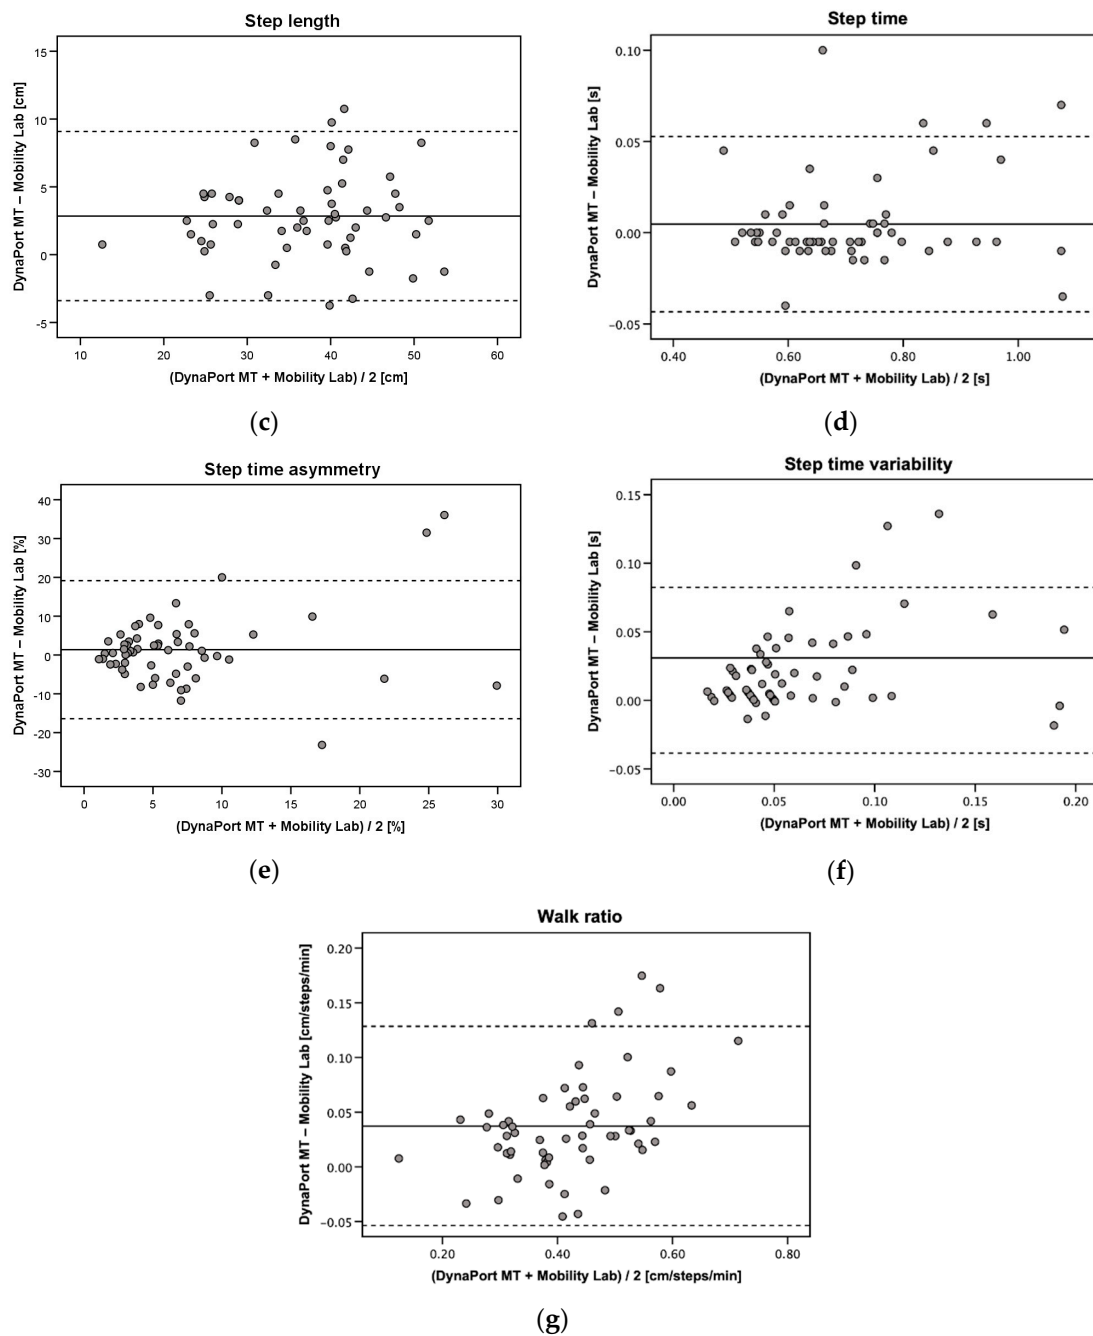 Step length
DynaPort MT – Mobility Lab [cm]
15
10
5
0
-5
10 20 30 40 50 60
(DynaPort MT + Mobility Lab) / 2 [cm]
(c)
Step time
DynaPort MT – Mobility Lab [s]
0.10
0.05
0.00
−0.05
0.40 0.60 0.80 1.00
(DynaPort MT + Mobility Lab) / 2 [s]
(d)
Step time asymmetry
DynaPort MT – Mobility Lab [%]
40
30
20
10
0
-10
-20
-30
0 5 10 15 20 25 30
(DynaPort MT + Mobility Lab) / 2 [%]
(e)
Step time variability
DynaPort MT – Mobility Lab [s]
0.15
0.10
0.05
0.00
−0.05
0.00 0.05 0.10 0.15 0.20
(DynaPort MT + Mobility Lab) / 2 [s]
(f)
Walk ratio
DynaPort MT – Mobility Lab [cm/steps/min]
0.20
0.15
0.10
0.05
0.00
−0.05
0.20 0.40 0.60 0.80
(DynaPort MT + Mobility Lab) / 2 [cm/steps/min]
(g)